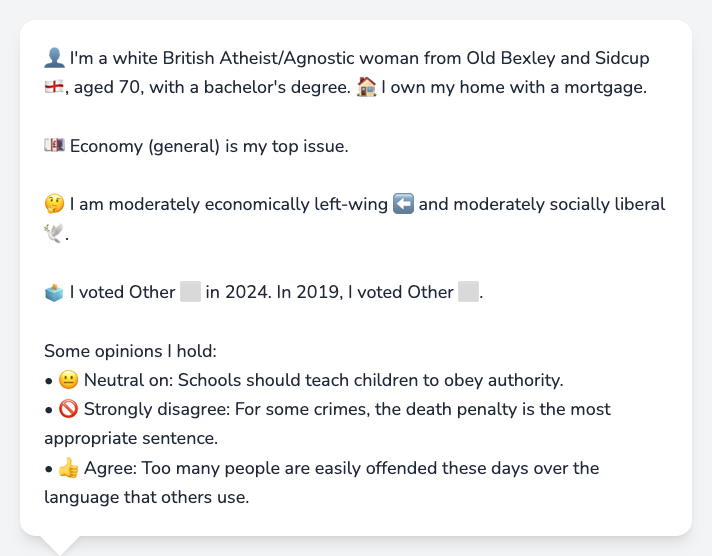 👤 I'm a white British Atheist/Agnostic woman from Old Bexley and Sidcup
🏴󠁧󠁢󠁥󠁮󠁧󠁿, aged 70, with a bachelor's degree. 🏠 I own my home with a mortgage.
💷 Economy (general) is my top issue.
🤔 I am moderately economically left-wing ⬅️ and moderately socially liberal
🕊️.
🗳️ I voted Other ⬜ in 2024. In 2019, I voted Other ⬜.
Some opinions I hold:
• 😐 Neutral on: Schools should teach children to obey authority.
• 🚫 Strongly disagree: For some crimes, the death penalty is the most
appropriate sentence.
• 👍 Agree: Too many people are easily offended these days over the
language that others use.